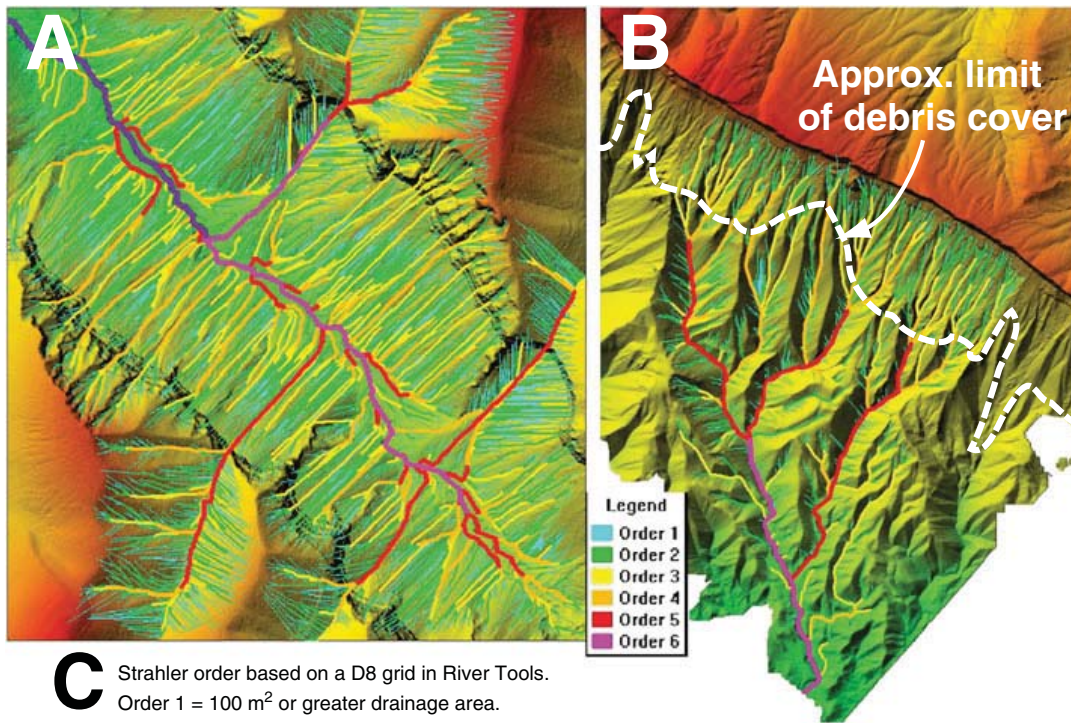 A
B
Approx. limit
of debris cover
Legend
Order 1
Order 2
Order 3
Order 4
Order 5
Order 6
C
Strahler order based on a D8 grid in River Tools.
Order 1 = 100 m² or greater drainage area.